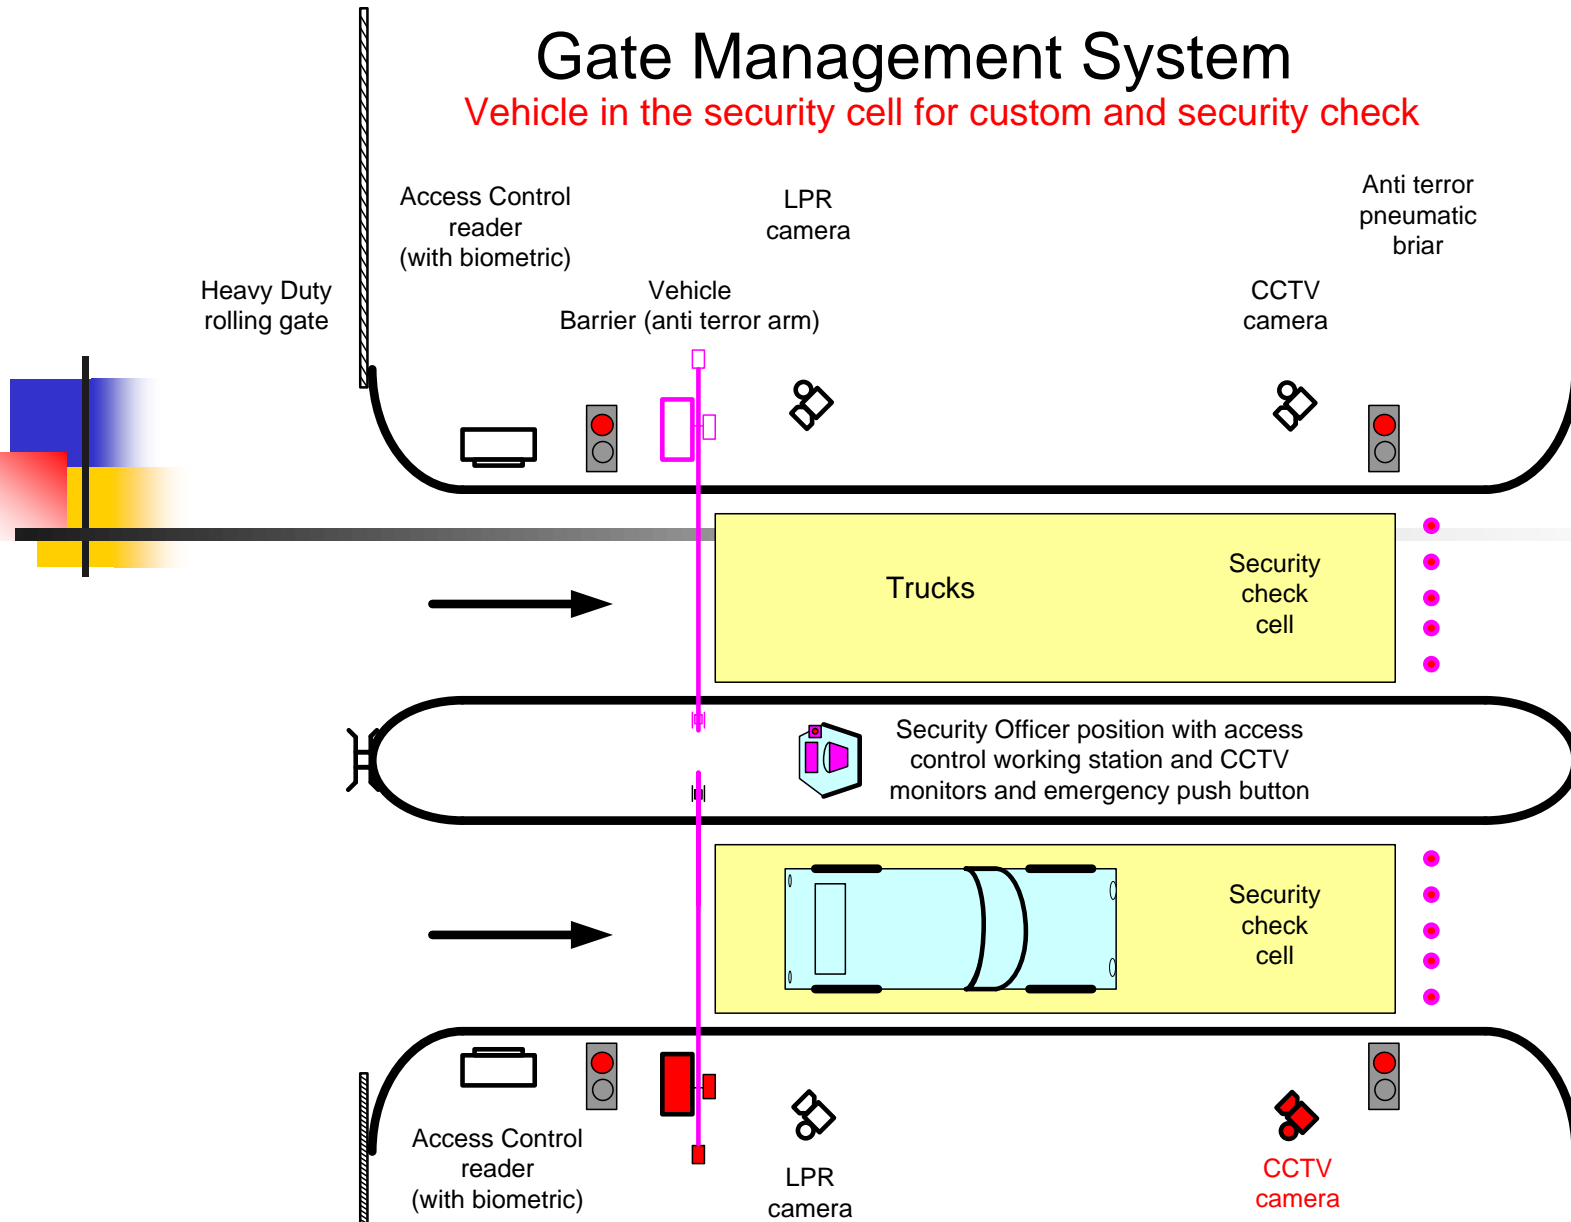 Gate Management System
Vehicle in the security cell for custom and security check
Access Control
reader
(with biometric)
LPR
camera
Anti terror
pneumatic
briar
Heavy Duty
rolling gate
Vehicle
Barrier (anti terror arm)
CCTV
camera
Trucks
Security
check
cell
Security Officer position with access
control working station and CCTV
monitors and emergency push button
Security
check
cell
Access Control
reader
(with biometric)
LPR
camera
CCTV
camera